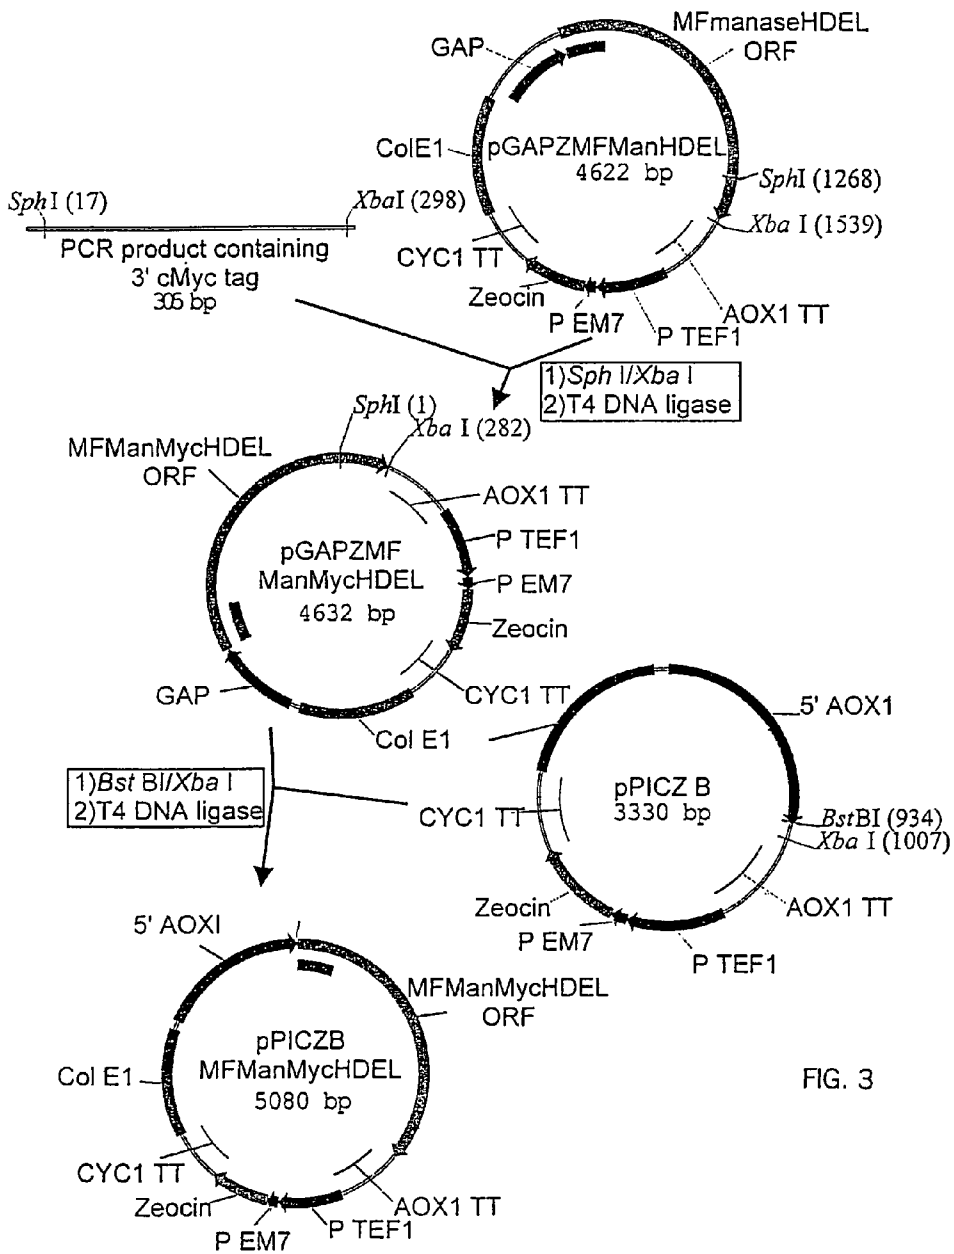 MFmanaseHDEL
ORF
GAP
ColE1
pGAPZMFManHDEL
4622 bp
SphI (1268)
Xba I (1539)
SphI (17)
XbaI (298)
PCR product containing
3' cMyc tag
305 bp
CYC1 TT
Zeocin
P EM7
P TEF1
AOX1 TT
1)Sph I/Xba I
2)T4 DNA ligase
SphI (1)
Xba I (282)
MFManMycHDEL
ORF
AOX1 TT
P TEF1
pGAPZMF
ManMycHDEL
4632 bp
P EM7
Zeocin
GAP
CYC1 TT
Col E1
5' AOX1
1)Bst BI/Xba I
2)T4 DNA ligase
CYC1 TT
pPICZ B
3330 bp
BstBI (934)
Xba I (1007)
Zeocin
P EM7
AOX1 TT
P TEF1
5' AOXI
MFManMycHDEL
ORF
pPICZB
MFManMycHDEL
5080 bp
Col E1
FIG. 3
CYC1 TT
Zeocin
P EM7
P TEF1
AOX1 TT